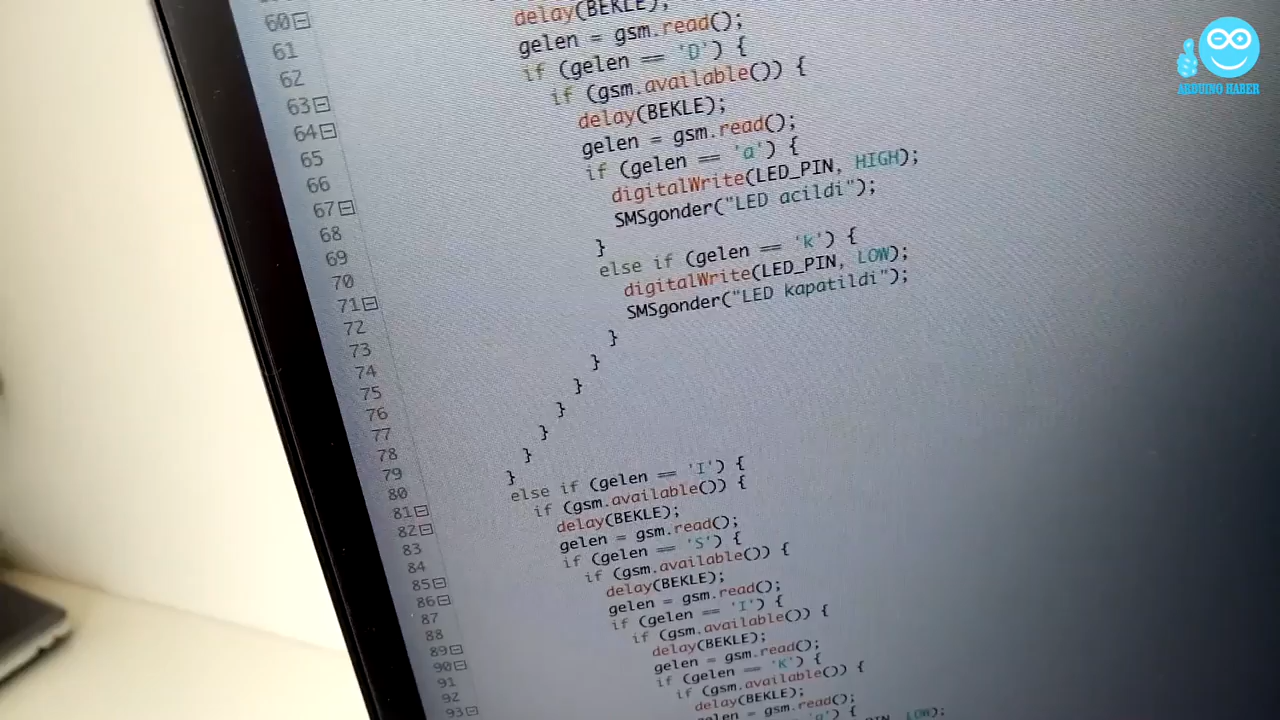 ARDUINO HABER
60 delay(BEKLE);
61 gelen = gsm.read();
62 if (gelen == 'D') {
63 if (gsm.available()) {
64 delay(BEKLE);
65 gelen = gsm.read();
66 if (gelen == 'a') {
67 digitalWrite(LED_PIN, HIGH);
68 SMSgonder("LED acildi");
69 }
70 else if (gelen == 'k') {
71 digitalWrite(LED_PIN, LOW);
72 SMSgonder("LED kapatildi");
73 }
74 }
75 }
76 }
77 }
78 }
79 }
80 else if (gelen == 'I') {
81 if (gsm.available()) {
82 delay(BEKLE);
83 gelen = gsm.read();
84 if (gelen == 'S') {
85 if (gsm.available()) {
86 delay(BEKLE);
87 gelen = gsm.read();
88 if (gelen == 'I') {
89 if (gsm.available()) {
90 delay(BEKLE);
91 gelen = gsm.read();
92 if (gelen == 'K') {
93 if (gsm.available()) {
delay(BEKLE);
gelen = gsm.read();
LOW);